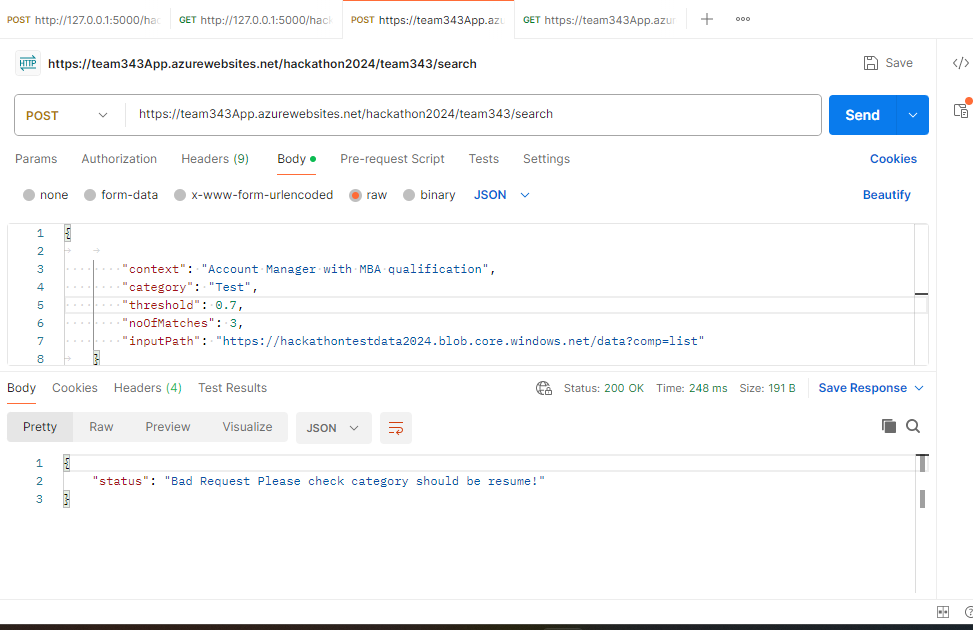 POST http://127.0.0.1:5000/hac
GET http://127.0.0.1:5000/hack
POST https://team343App.azu
GET https://team343App.azur
HTTP https://team343App.azurewebsites.net/hackathon2024/team343/search
Save
POST https://team343App.azurewebsites.net/hackathon2024/team343/search
Send
Params Authorization Headers (9) Body Pre-request Script Tests Settings Cookies
none form-data x-www-form-urlencoded raw binary JSON Beautify
1 {
2
3 "context": "Account Manager with MBA qualification",
4 "category": "Test",
5 "threshold": 0.7,
6 "noOfMatches": 3,
7 "inputPath": "https://hackathontestdata2024.blob.core.windows.net/data?comp=list"
8 }
Body Cookies Headers (4) Test Results Status: 200 OK Time: 248 ms Size: 191 B Save Response
Pretty Raw Preview Visualize JSON
1 {
2 "status": "Bad Request Please check category should be resume!"
3 }